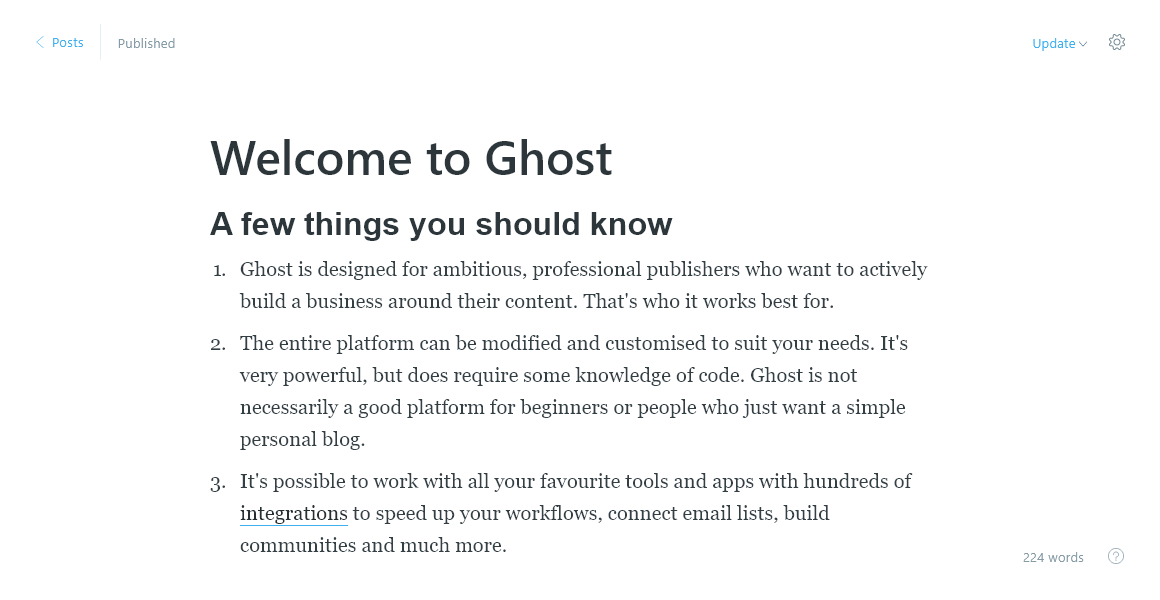 Posts
Published
Update
Welcome to Ghost
A few things you should know
1. Ghost is designed for ambitious, professional publishers who want to actively
build a business around their content. That's who it works best for.
2. The entire platform can be modified and customised to suit your needs. It's
very powerful, but does require some knowledge of code. Ghost is not
necessarily a good platform for beginners or people who just want a simple
personal blog.
3. It's possible to work with all your favourite tools and apps with hundreds of
integrations to speed up your workflows, connect email lists, build
communities and much more.
224 words